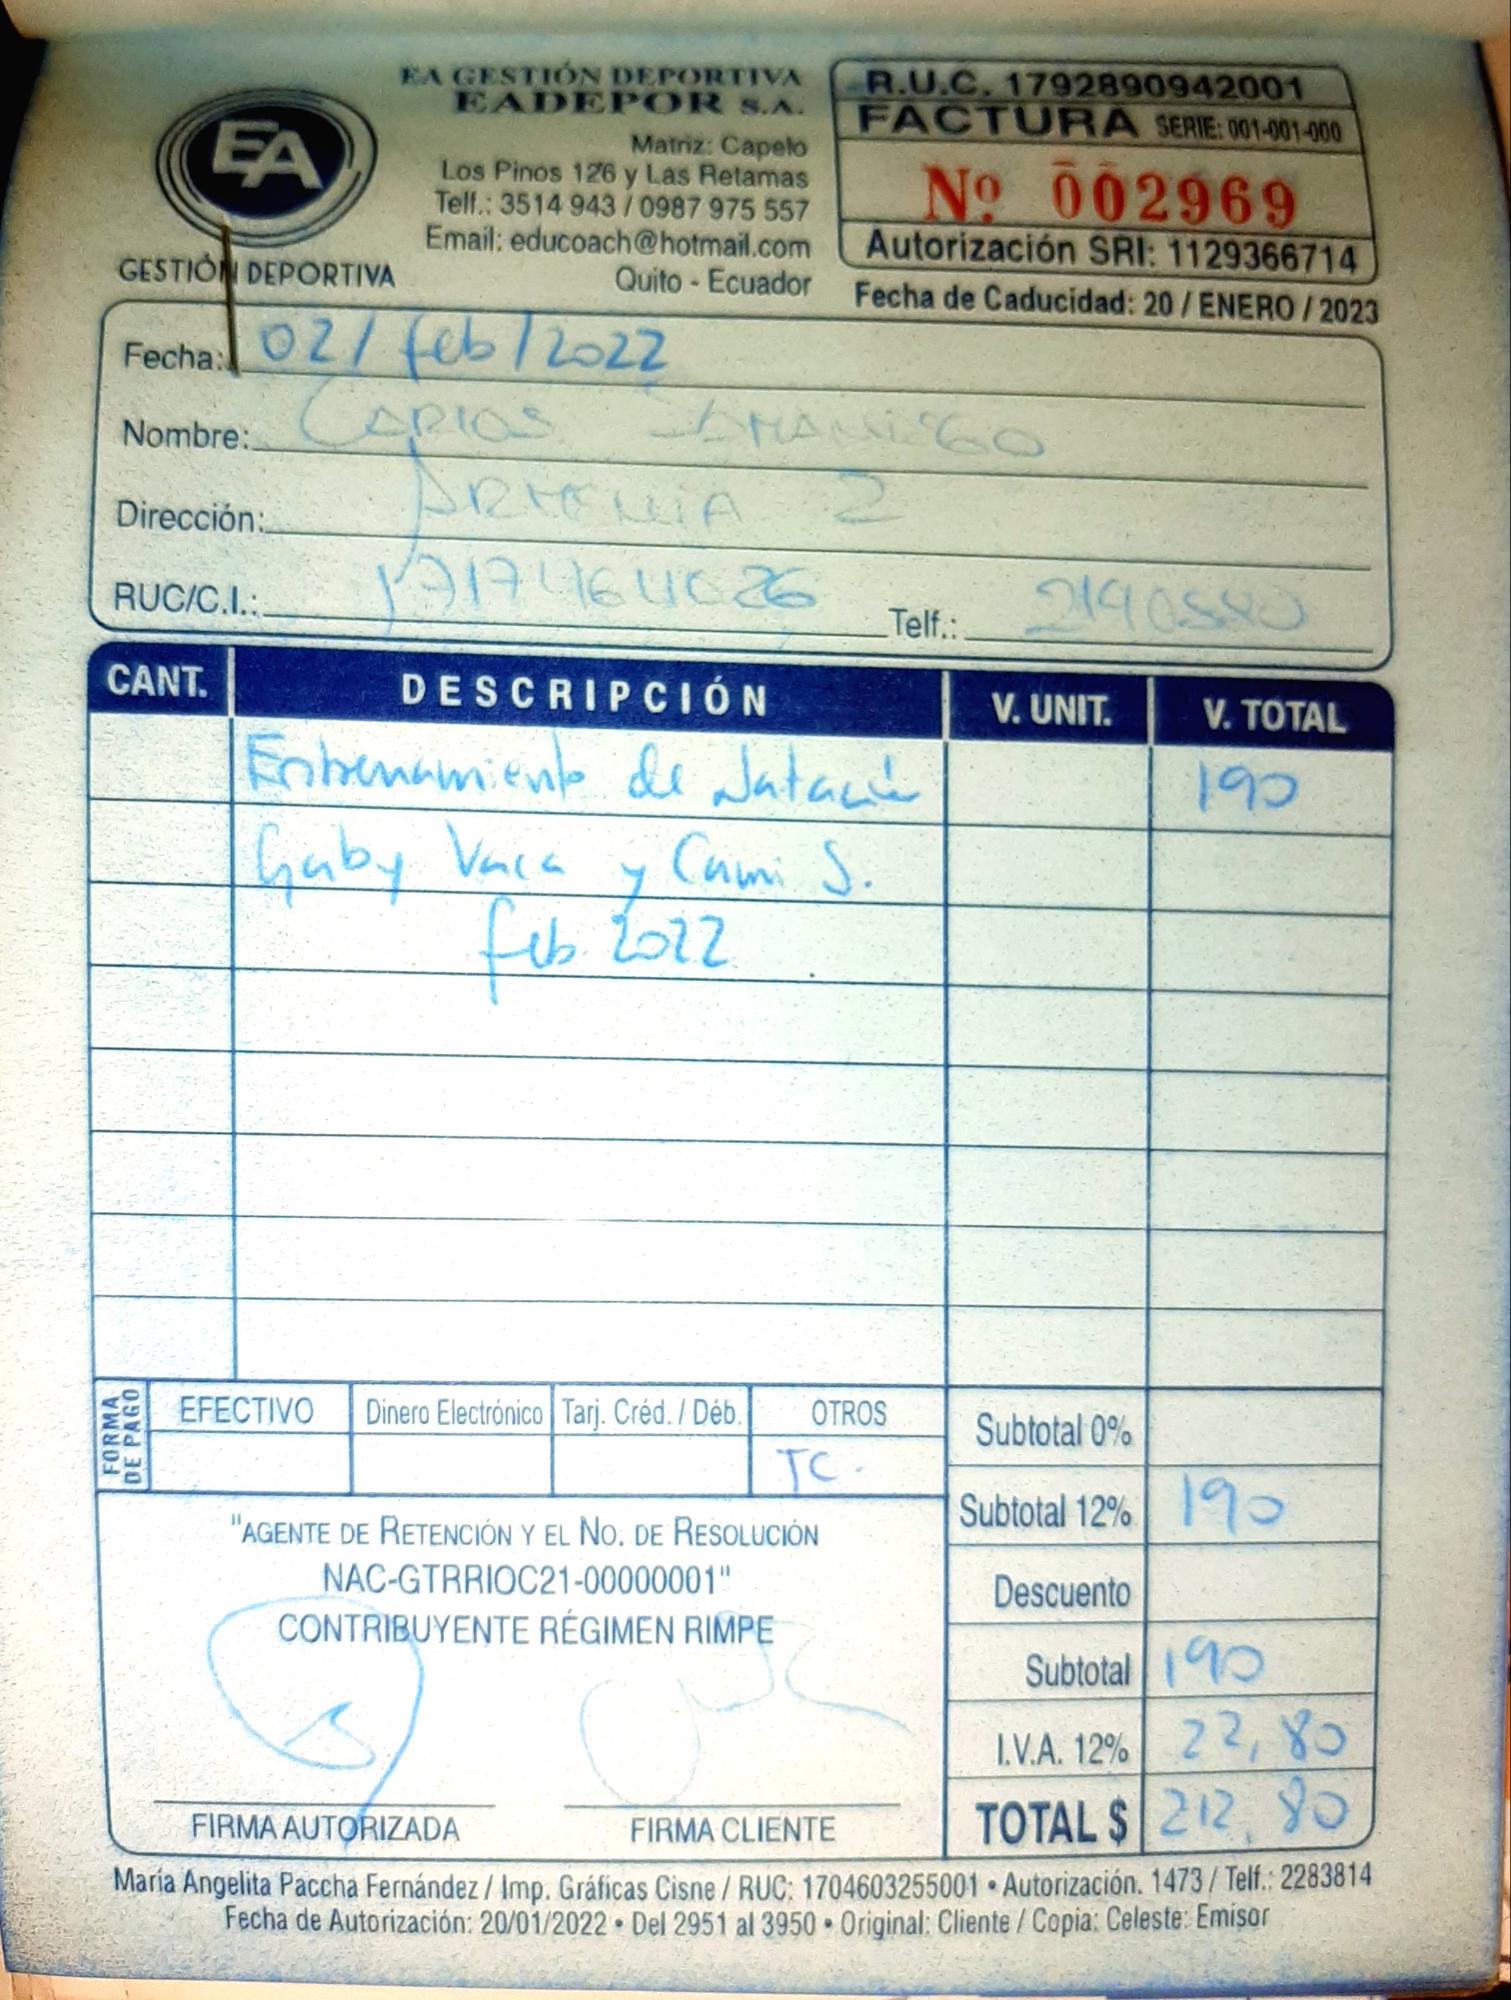 EA
GESTIÓN DEPORTIVA
EA GESTIÓN DEPORTIVA
EADEPOR S.A.
Matriz: Capelo
Los Pinos 126 y Las Retamas
Telf.: 3514 943 / 0987 975 557
Email: educoach@hotmail.com
Quito - Ecuador
R.U.C. 1792890942001
FACTURA SERIE: 001-001-000
Nº 002969
Autorización SRI: 1129366714
Fecha de Caducidad: 20 / ENERO / 2023
Fecha: 02/feb/2022
Nombre: CARLOS SAMANIEGO
Dirección: ARMENIA 2
RUC/C.I.: Telf.:
CANT. DESCRIPCIÓN V. UNIT. V. TOTAL
Entrenamiento de Natación 190
Gaby Vaca y Cami S.
feb 2022
FORMA DE PAGO
EFECTIVO Dinero Electrónico Tarj. Créd. / Déb. OTROS
TC.
Subtotal 0%
Subtotal 12% 190
Descuento
Subtotal 190
I.V.A. 12% 22,80
TOTAL $ 212,80
"AGENTE DE RETENCIÓN Y EL NO. DE RESOLUCIÓN
NAC-GTRRIOC21-00000001"
CONTRIBUYENTE RÉGIMEN RIMPE
FIRMA AUTORIZADA FIRMA CLIENTE
María Angelita Paccha Fernández / Imp. Gráficas Cisne / RUC: 1704603255001 • Autorización. 1473 / Telf.: 2283814
Fecha de Autorización: 20/01/2022 • Del 2951 al 3950 • Original: Cliente / Copia: Celeste: Emisor